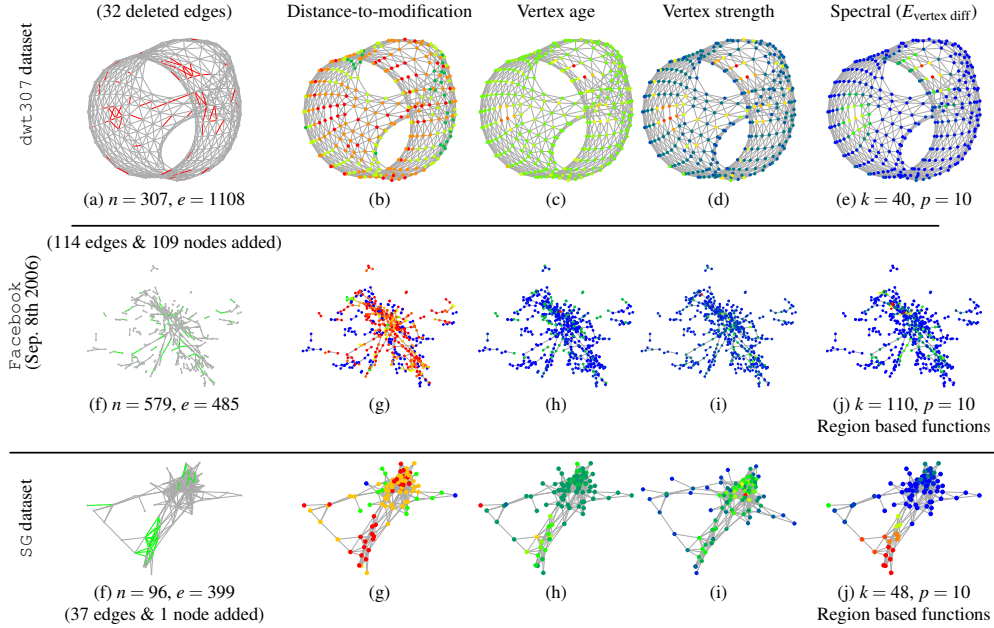 (32 deleted edges) Distance-to-modification Vertex age Vertex strength Spectral (E_vertex diff)
dwt307 dataset
(a) n = 307, e = 1108 (b) (c) (d) (e) k = 40, p = 10
(114 edges & 109 nodes added)
Facebook
(Sep. 8th 2006)
(f) n = 579, e = 485 (g) (h) (i) (j) k = 110, p = 10
Region based functions
SG dataset
(f) n = 96, e = 399 (g) (h) (i) (j) k = 48, p = 10
(37 edges & 1 node added) Region based functions